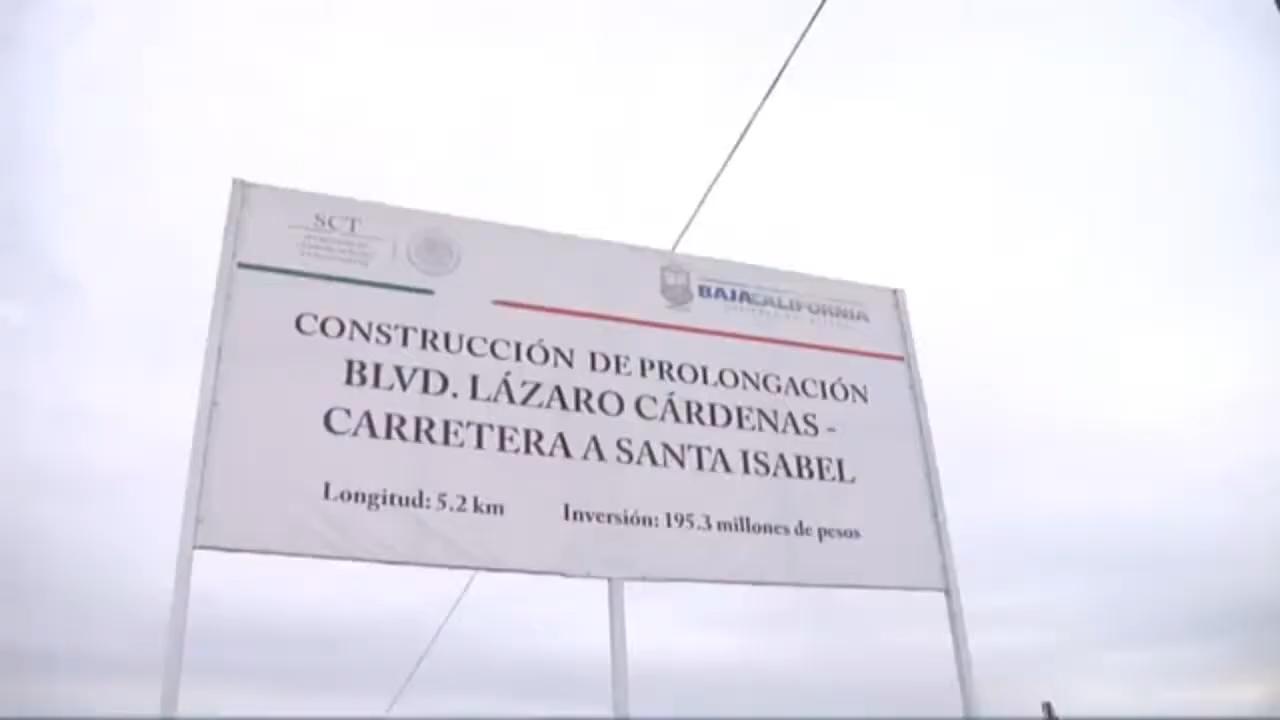 SCT
BAJACALIFORNIA
CONSTRUCCIÓN DE PROLONGACIÓN
BLVD. LÁZARO CÁRDENAS -
CARRETERA A SANTA ISABEL
Longitud: 5.2 km Inversión: 195.3 millones de pesos